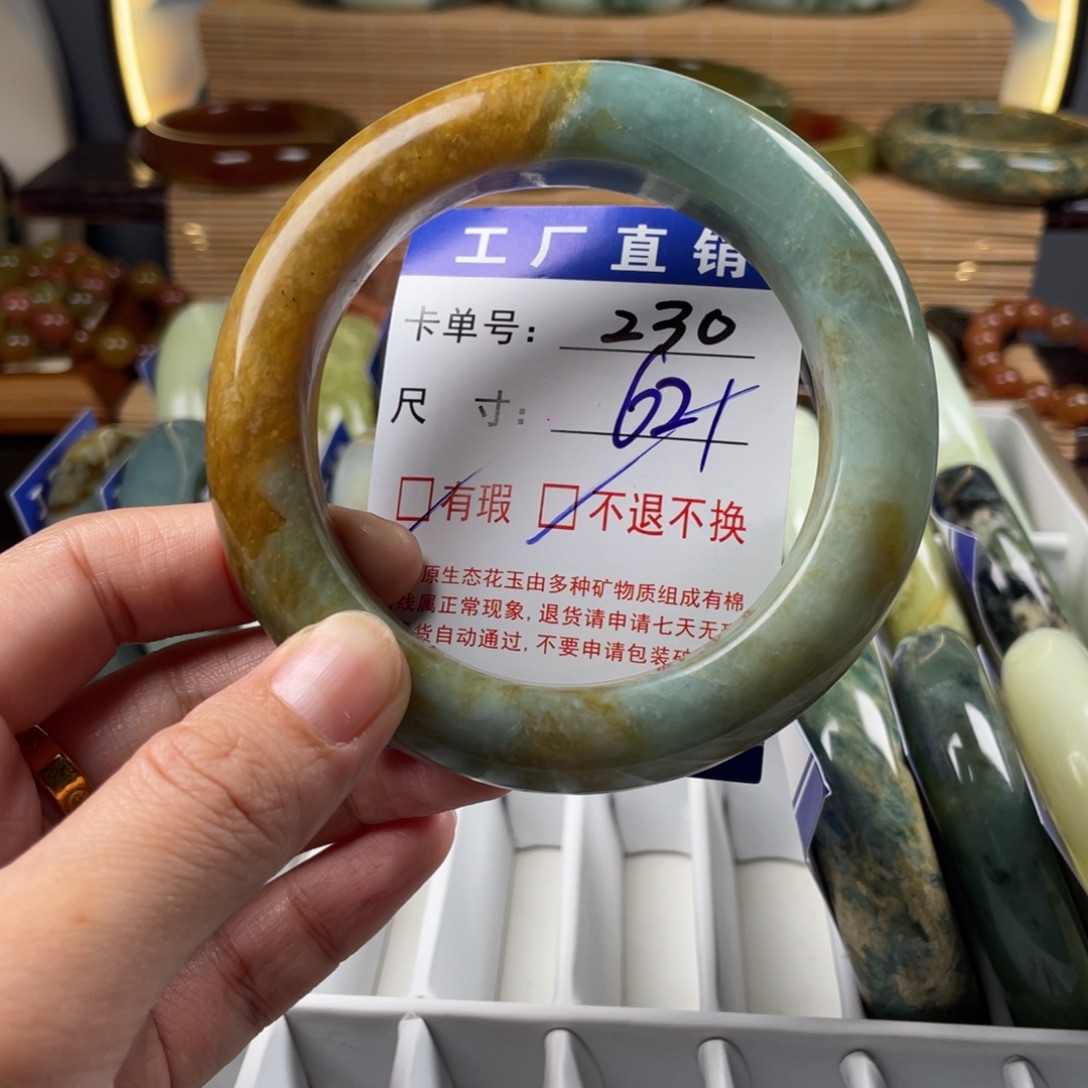 工厂直销
卡单号: 230
尺 寸: 62+
有瑕 不退不换
原生态花玉由多种矿物质组成有棉
线属正常现象,退货请申请七天无
货自动通过,不要申请包装破